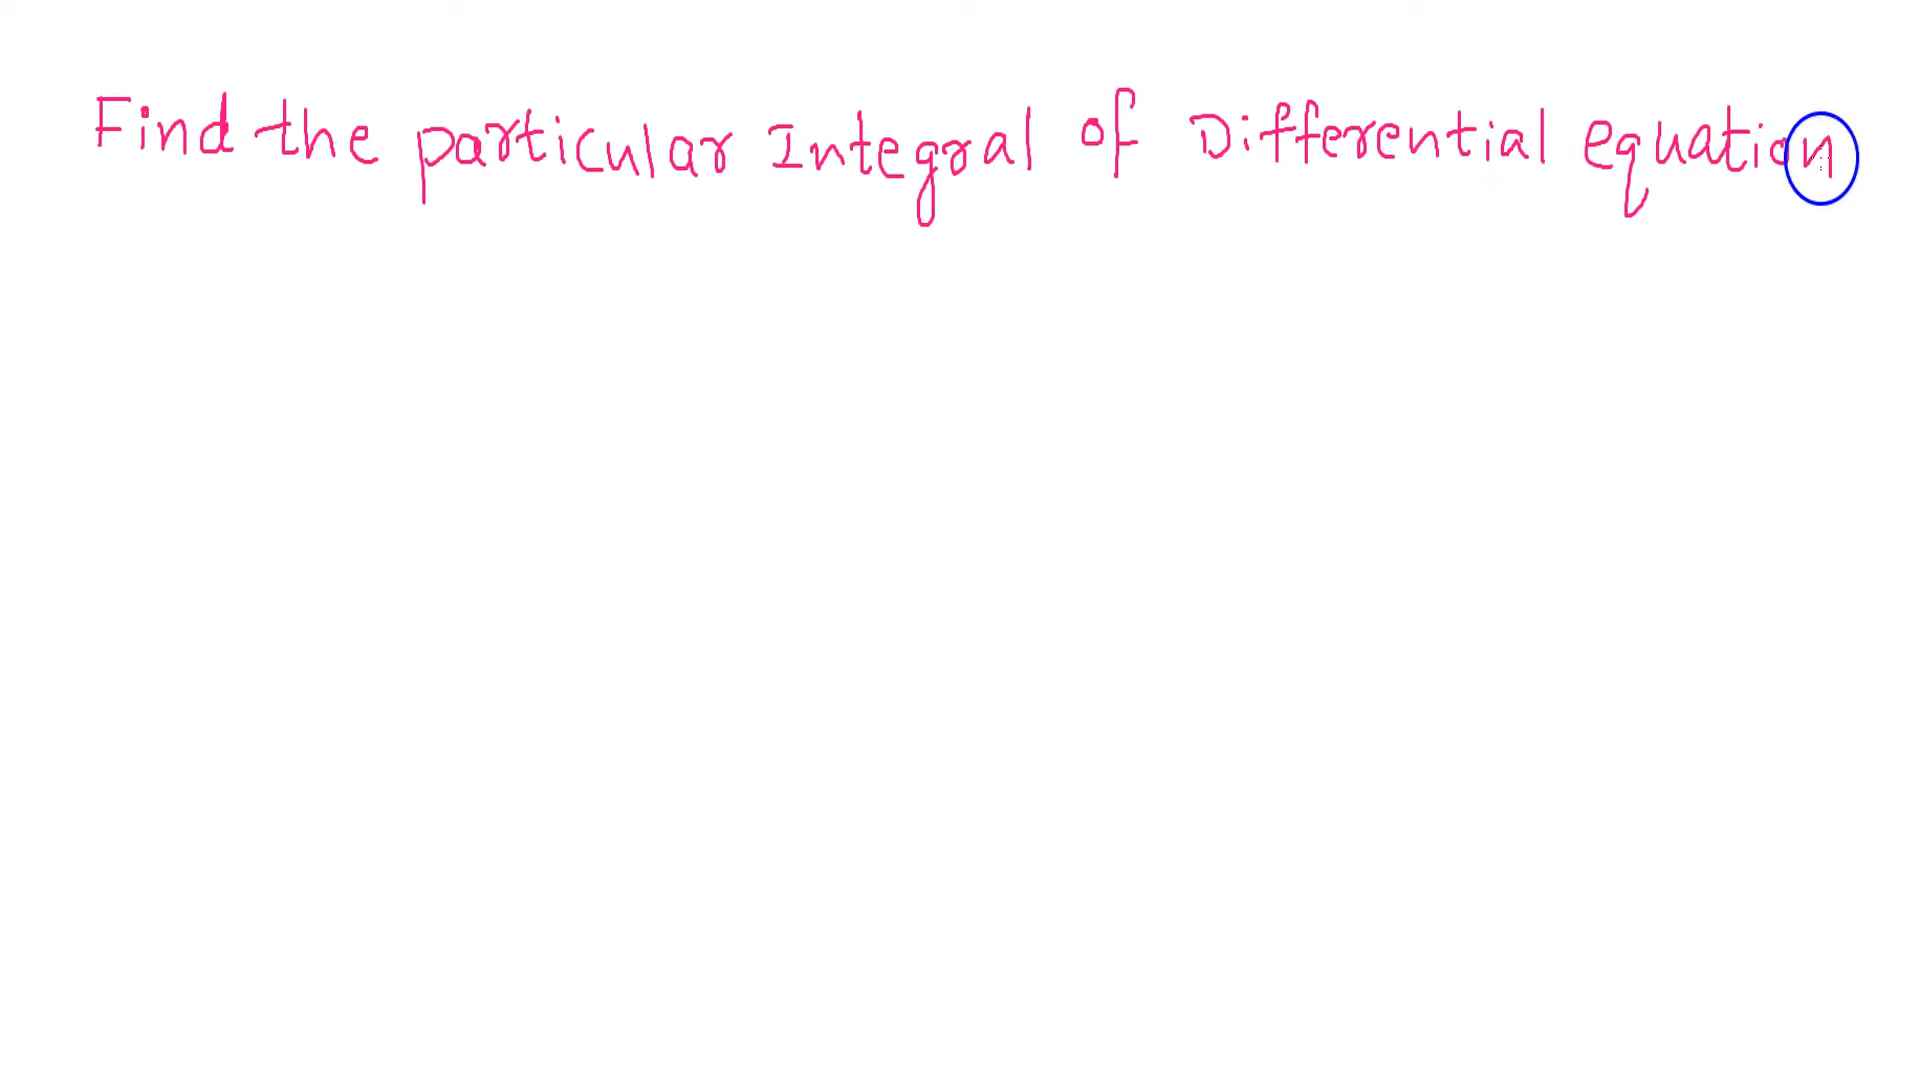 Find the particular Integral of Differential equation